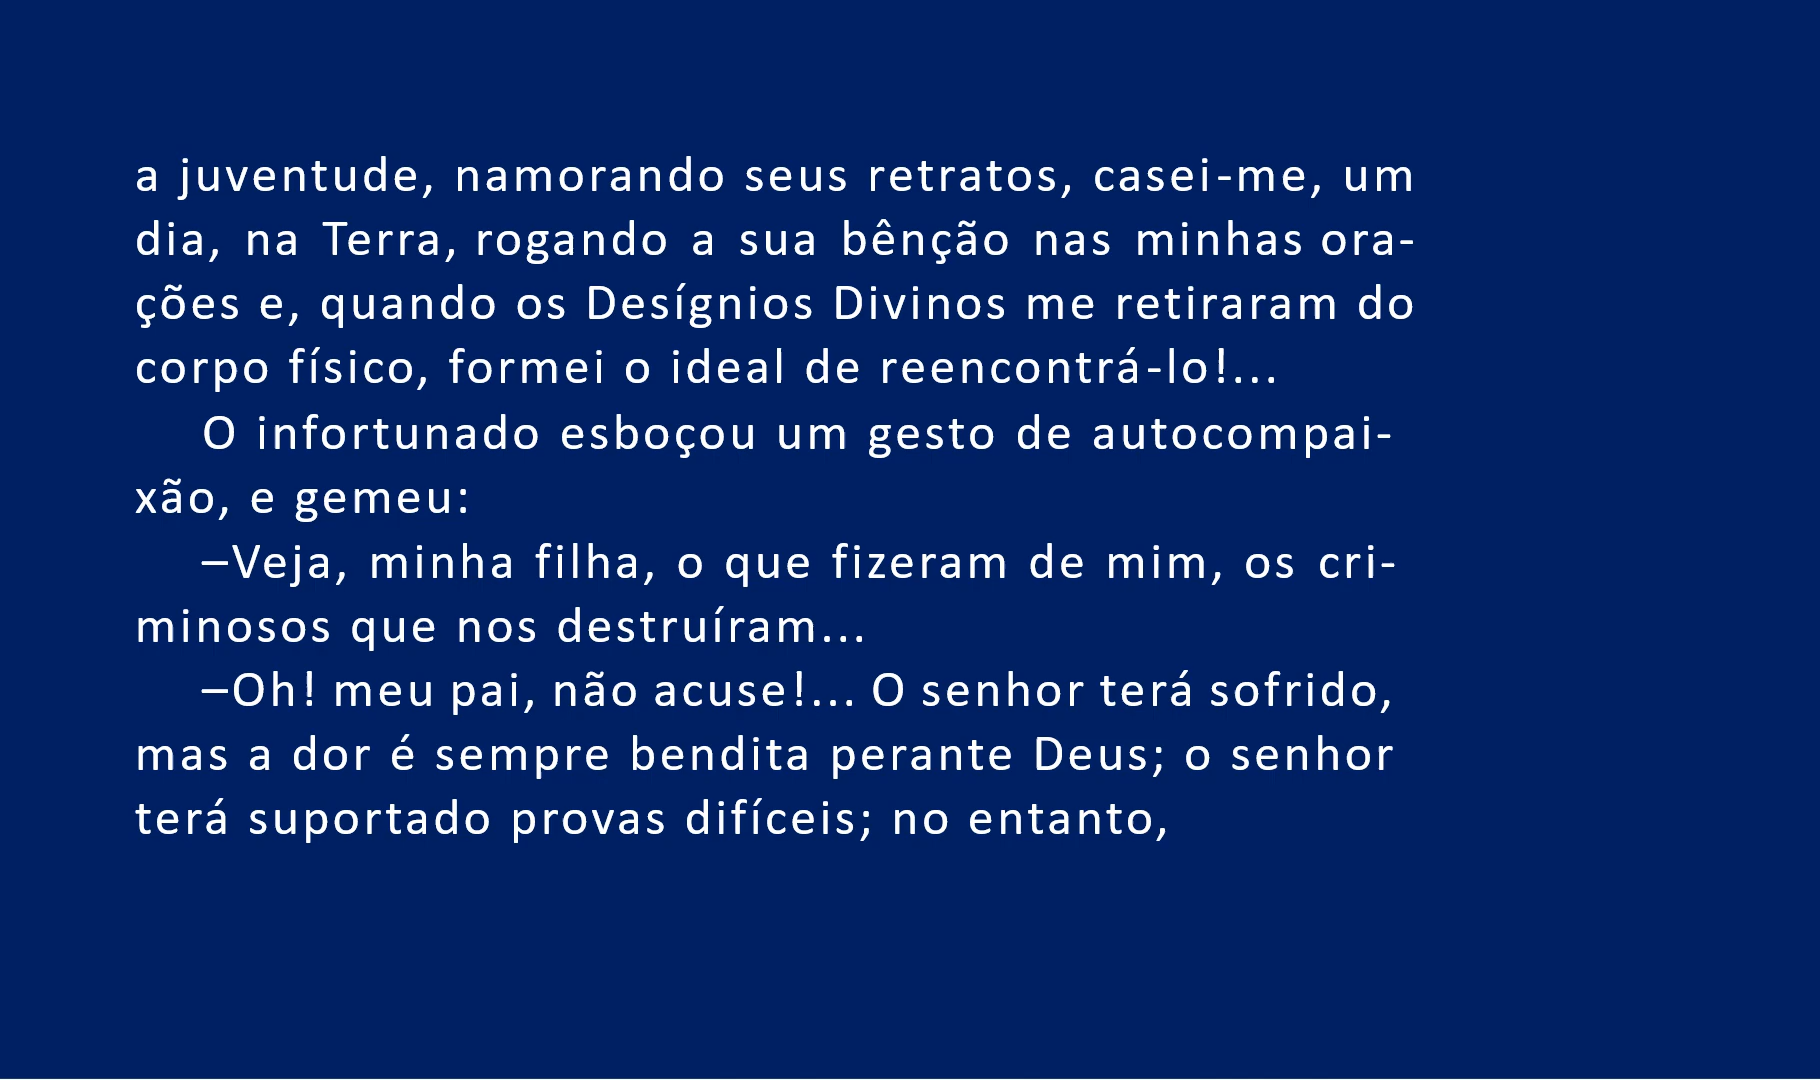 a juventude, namorando seus retratos, casei-me, um
dia, na Terra, rogando a sua bênção nas minhas ora-
ções e, quando os Desígnios Divinos me retiraram do
corpo físico, formei o ideal de reencontrá-lo!...
O infortunado esboçou um gesto de autocompai-
xão, e gemeu:
–Veja, minha filha, o que fizeram de mim, os cri-
minosos que nos destruíram...
–Oh! meu pai, não acuse!... O senhor terá sofrido,
mas a dor é sempre bendita perante Deus; o senhor
terá suportado provas difíceis; no entanto,